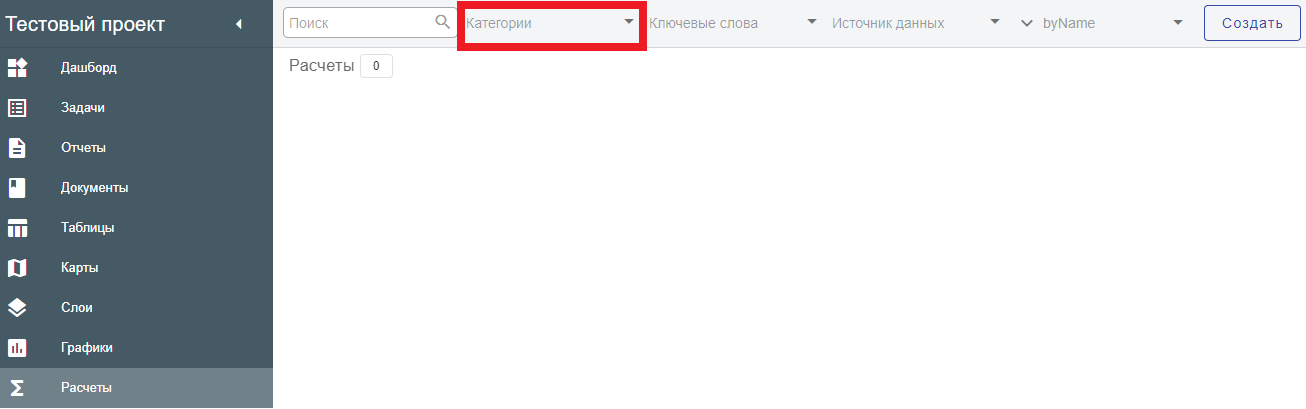 Тестовый проект
Дашборд
Задачи
Отчеты
Документы
Таблицы
Карты
Слои
Графики
Расчеты
Поиск Категории Ключевые слова Источник данных byName Создать
Расчеты 0